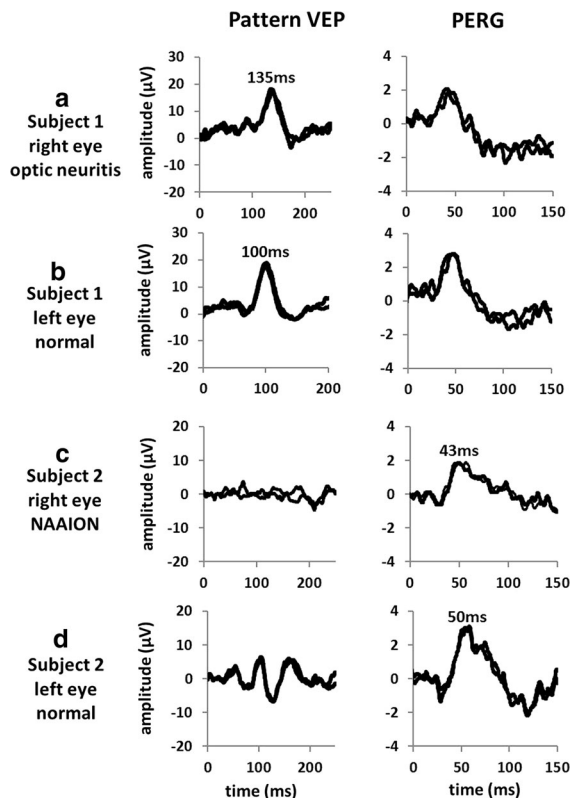 Pattern VEP PERG
a
Subject 1
right eye
optic neuritis
amplitude (µV)
30
20
10
0
-10
-20
135ms
0 100 200
4
2
0
-2
-4
0 50 100 150
b
Subject 1
left eye
normal
amplitude (µV)
30
20
10
0
-10
-20
100ms
0 100 200
4
2
0
-2
-4
0 50 100 150
c
Subject 2
right eye
NAAION
amplitude (µV)
20
10
0
-10
-20
0 100 200
43ms
4
2
0
-2
-4
0 50 100 150
d
Subject 2
left eye
normal
amplitude (µV)
20
10
0
-10
-20
0 100 200
time (ms)
50ms
4
2
0
-2
-4
0 50 100 150
time (ms)